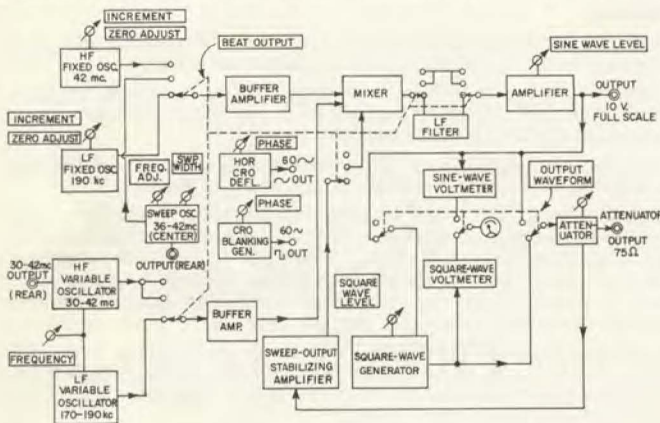 INCREMENT
ZERO ADJUST
HF
FIXED OSC.
42 mc.
BEAT OUTPUT
BUFFER
AMPLIFIER
MIXER
LF
FILTER
SINE WAVE LEVEL
AMPLIFIER
OUTPUT
10 V.
FULL SCALE
INCREMENT
ZERO ADJUST
LF
FIXED OSC
190 kc
FREQ.
ADJ.
SWP.
WIDTH
SWEEP OSC.
36-42mc
(CENTER)
OUTPUT(REAR)
PHASE
HOR
CRO
DEFL.
60~
~ OUT
PHASE
CRO
BLANKING
GEN.
60~
OUT
SINE-WAVE
VOLTMETER
OUTPUT
WAVEFORM
ATTEN-
UATOR
ATTENUATOR
OUTPUT
75Ω
SQUARE-WAVE
VOLTMETER
30-42mc
OUTPUT
(REAR)
HF
VARIABLE
OSCILLATOR
30-42 mc
FREQUENCY
LF
VARIABLE
OSCILLATOR
170-190kc
BUFFER
AMP.
SQUARE
WAVE
LEVEL
SWEEP-OUTPUT
STABILIZING
AMPLIFIER
SQUARE-WAVE
GENERATOR